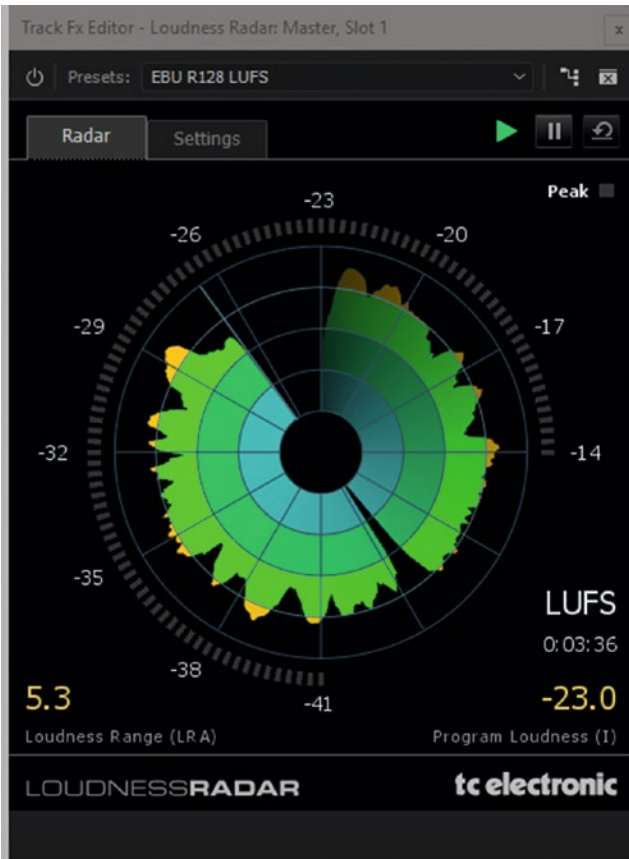 Track Fx Editor - Loudness Radar: Master, Slot 1 x
Presets: EBU R128 LUFS
Radar Settings
Peak
-23
-26 -20
-29 -17
-32 -14
-35
LUFS
0:03:36
-38
5.3 -41 -23.0
Loudness Range (LRA) Program Loudness (I)
LOUDNESSRADAR tc electronic